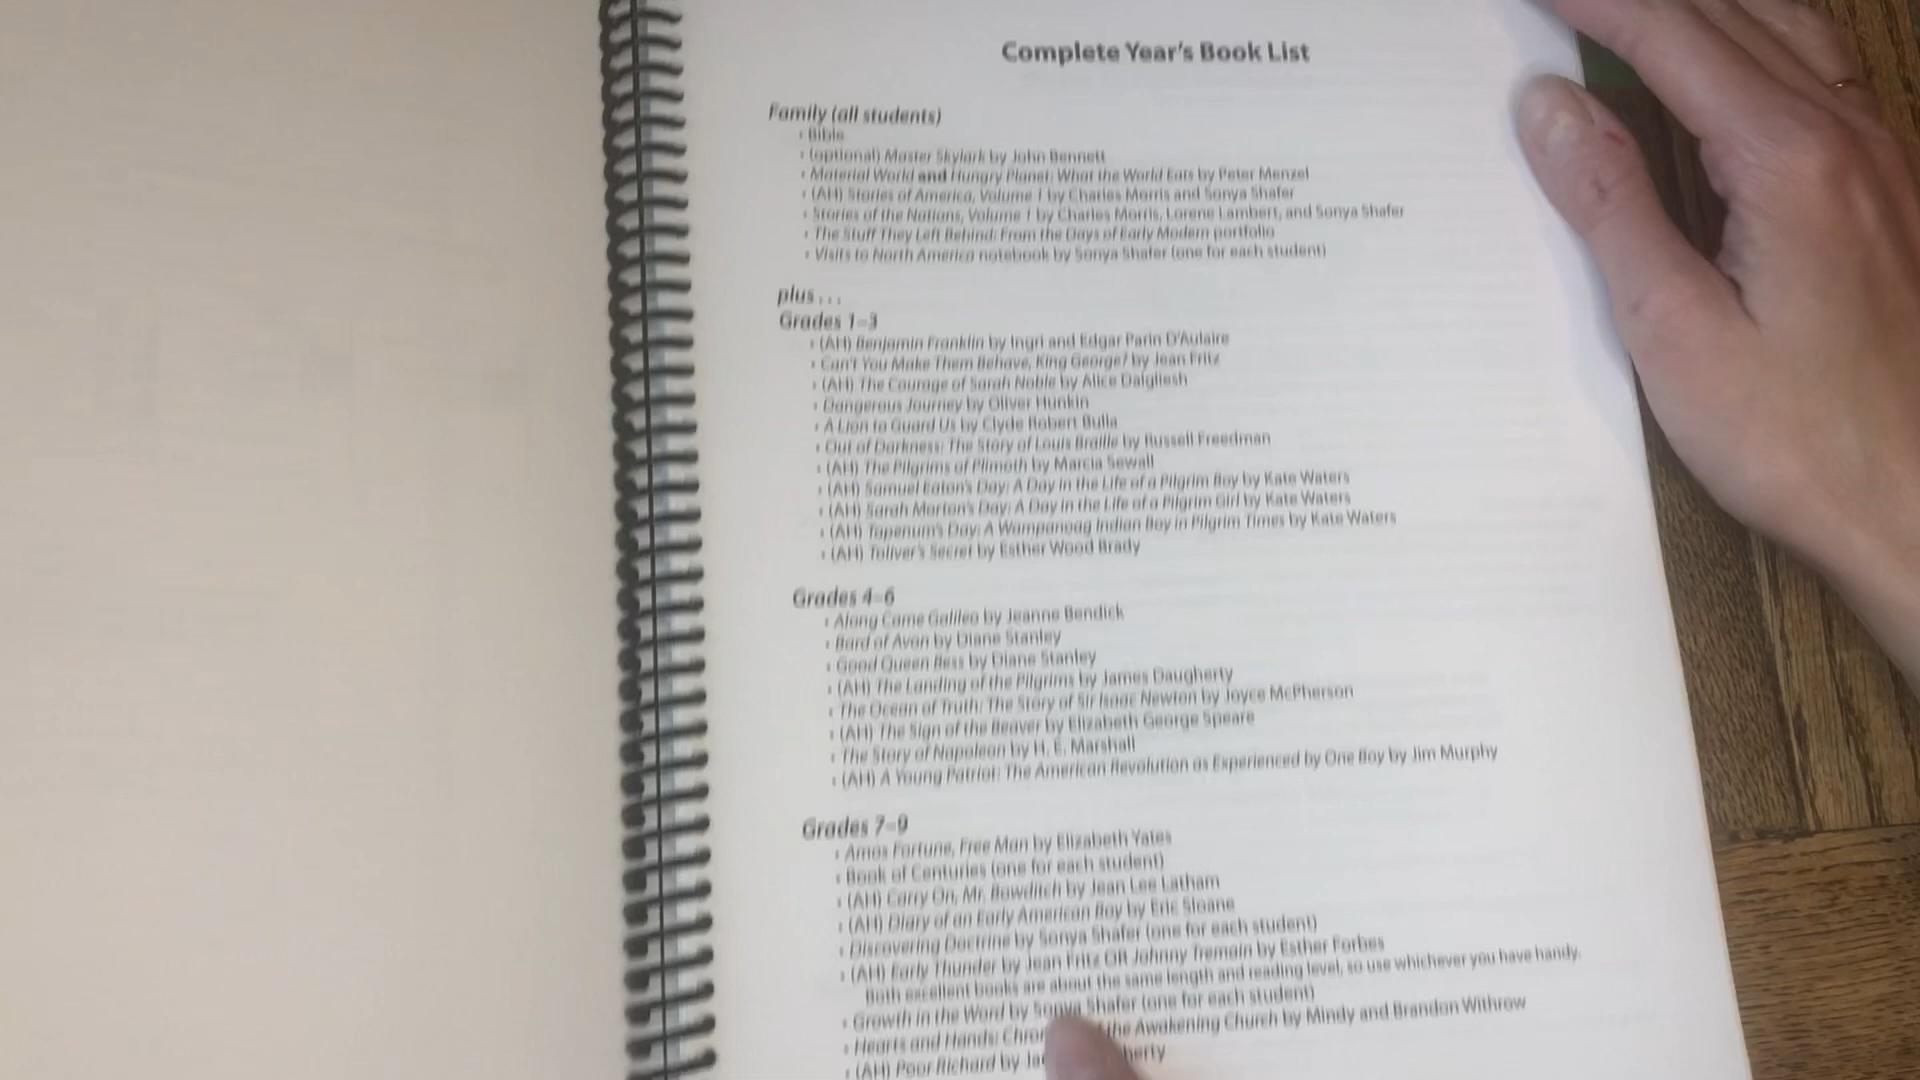 Complete Year's Book List
Family (all students)
• Bible
• (optional) Master Skylark by John Bennett
• Material World and Hungry Planet: What the World Eats by Peter Menzel
• (AH) Stories of America, Volume 1 by Charles Morris and Sonya Shafer
• Stories of the Nations, Volume 1 by Charles Morris, Lorene Lambert, and Sonya Shafer
• The Stuff They Left Behind: From the Days of Early Modern portfolio
• Visits to North America notebook by Sonya Shafer (one for each student)
plus . . .
Grades 1–3
• (AH) Benjamin Franklin by Ingri and Edgar Parin D'Aulaire
• Can't You Make Them Behave, King George? by Jean Fritz
• (AH) The Courage of Sarah Noble by Alice Dalgliesh
• Dangerous Journey by Oliver Hunkin
• A Lion to Guard Us by Clyde Robert Bulla
• Out of Darkness: The Story of Louis Braille by Russell Freedman
• (AH) The Pilgrims of Plimoth by Marcia Sewall
• (AH) Samuel Eaton's Day: A Day in the Life of a Pilgrim Boy by Kate Waters
• (AH) Sarah Morton's Day: A Day in the Life of a Pilgrim Girl by Kate Waters
• (AH) Tapenum's Day: A Wampanoag Indian Boy in Pilgrim Times by Kate Waters
• (AH) Toliver's Secret by Esther Wood Brady
Grades 4–6
• Along Came Galileo by Jeanne Bendick
• Bard of Avon by Diane Stanley
• Good Queen Bess by Diane Stanley
• (AH) The Landing of the Pilgrims by James Daugherty
• The Ocean of Truth: The Story of Sir Isaac Newton by Joyce McPherson
• (AH) The Sign of the Beaver by Elizabeth George Speare
• The Story of Napoleon by H. E. Marshall
• (AH) A Young Patriot: The American Revolution as Experienced by One Boy by Jim Murphy
Grades 7–9
• Amos Fortune, Free Man by Elizabeth Yates
• Book of Centuries (one for each student)
• (AH) Carry On, Mr. Bowditch by Jean Lee Latham
• (AH) Diary of an Early American Boy by Eric Sloane
• Discovering Doctrine by Sonya Shafer (one for each student)
• (AH) Early Thunder by Jean Fritz OR Johnny Tremain by Esther Forbes
Both excellent books are about the same length and reading level, so use whichever you have handy.
• Growth in the Word by Sonya Shafer (one for each student)
• Hearts and Hands: Chro the Awakening Church by Mindy and Brandon Withrow
• (AH) Poor Richard by Ja herty